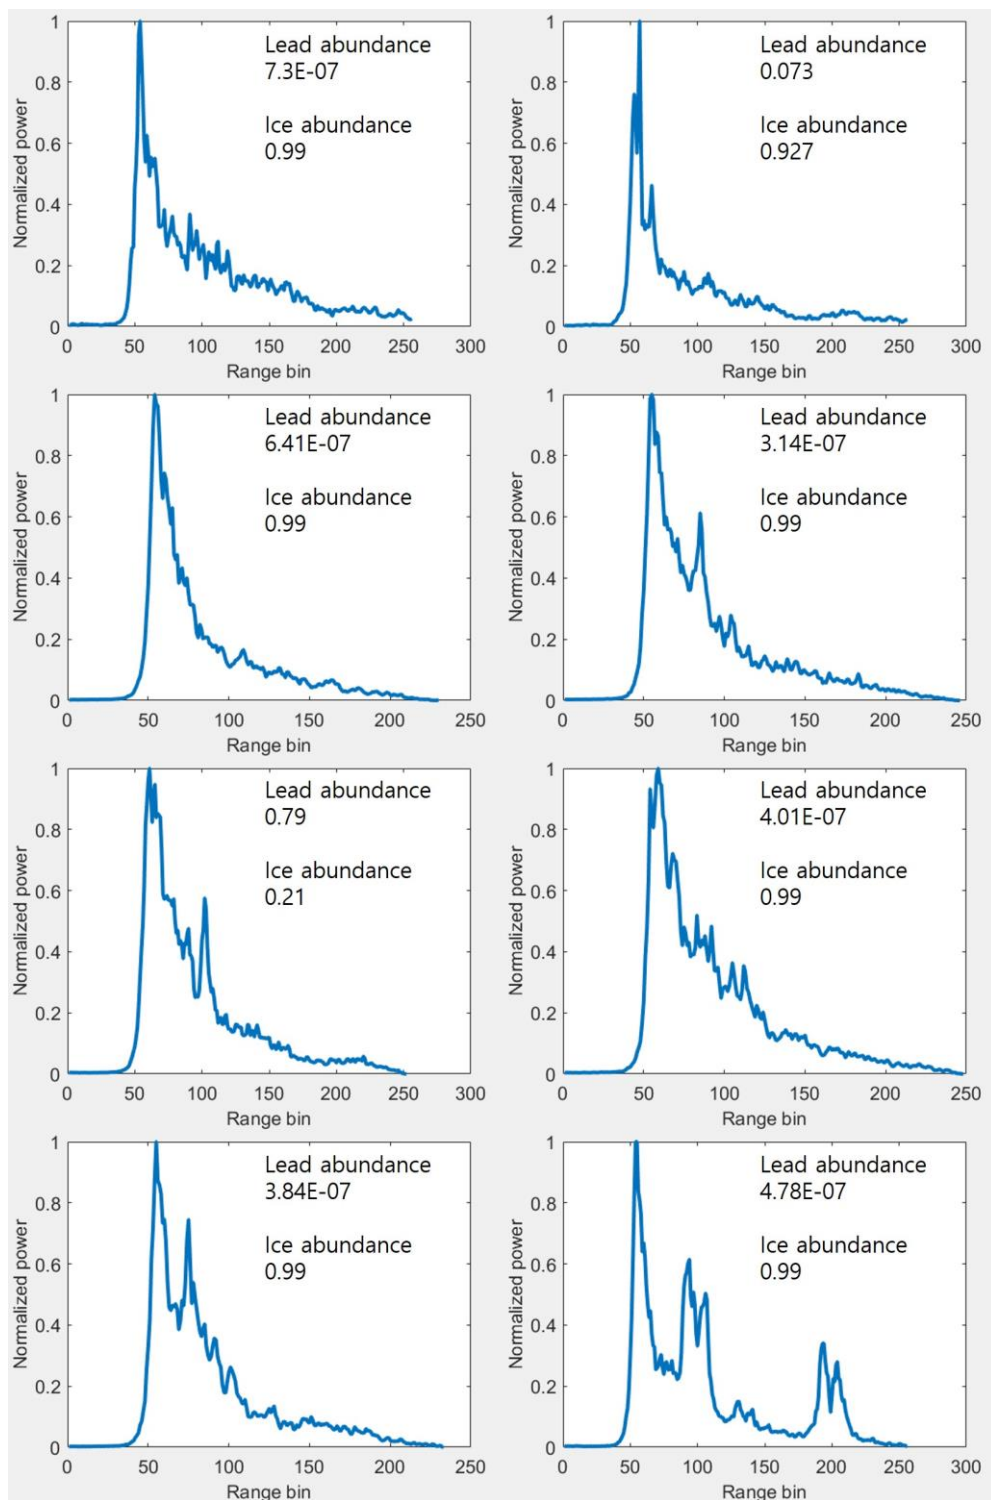 1
0.8
0.6
0.4
0.2
0
Normalized power
Lead abundance
7.3E-07
Ice abundance
0.99
0 50 100 150 200 250 300
Range bin
1
0.8
0.6
0.4
0.2
0
Normalized power
Lead abundance
0.073
Ice abundance
0.927
0 50 100 150 200 250 300
Range bin
1
0.8
0.6
0.4
0.2
0
Normalized power
Lead abundance
6.41E-07
Ice abundance
0.99
0 50 100 150 200 250
Range bin
1
0.8
0.6
0.4
0.2
0
Normalized power
Lead abundance
3.14E-07
Ice abundance
0.99
0 50 100 150 200 250
Range bin
1
0.8
0.6
0.4
0.2
0
Normalized power
Lead abundance
0.79
Ice abundance
0.21
0 50 100 150 200 250 300
Range bin
1
0.8
0.6
0.4
0.2
0
Normalized power
Lead abundance
4.01E-07
Ice abundance
0.99
0 50 100 150 200 250
Range bin
1
0.8
0.6
0.4
0.2
0
Normalized power
Lead abundance
3.84E-07
Ice abundance
0.99
0 50 100 150 200 250
Range bin
1
0.8
0.6
0.4
0.2
0
Normalized power
Lead abundance
4.78E-07
Ice abundance
0.99
0 50 100 150 200 250 300
Range bin